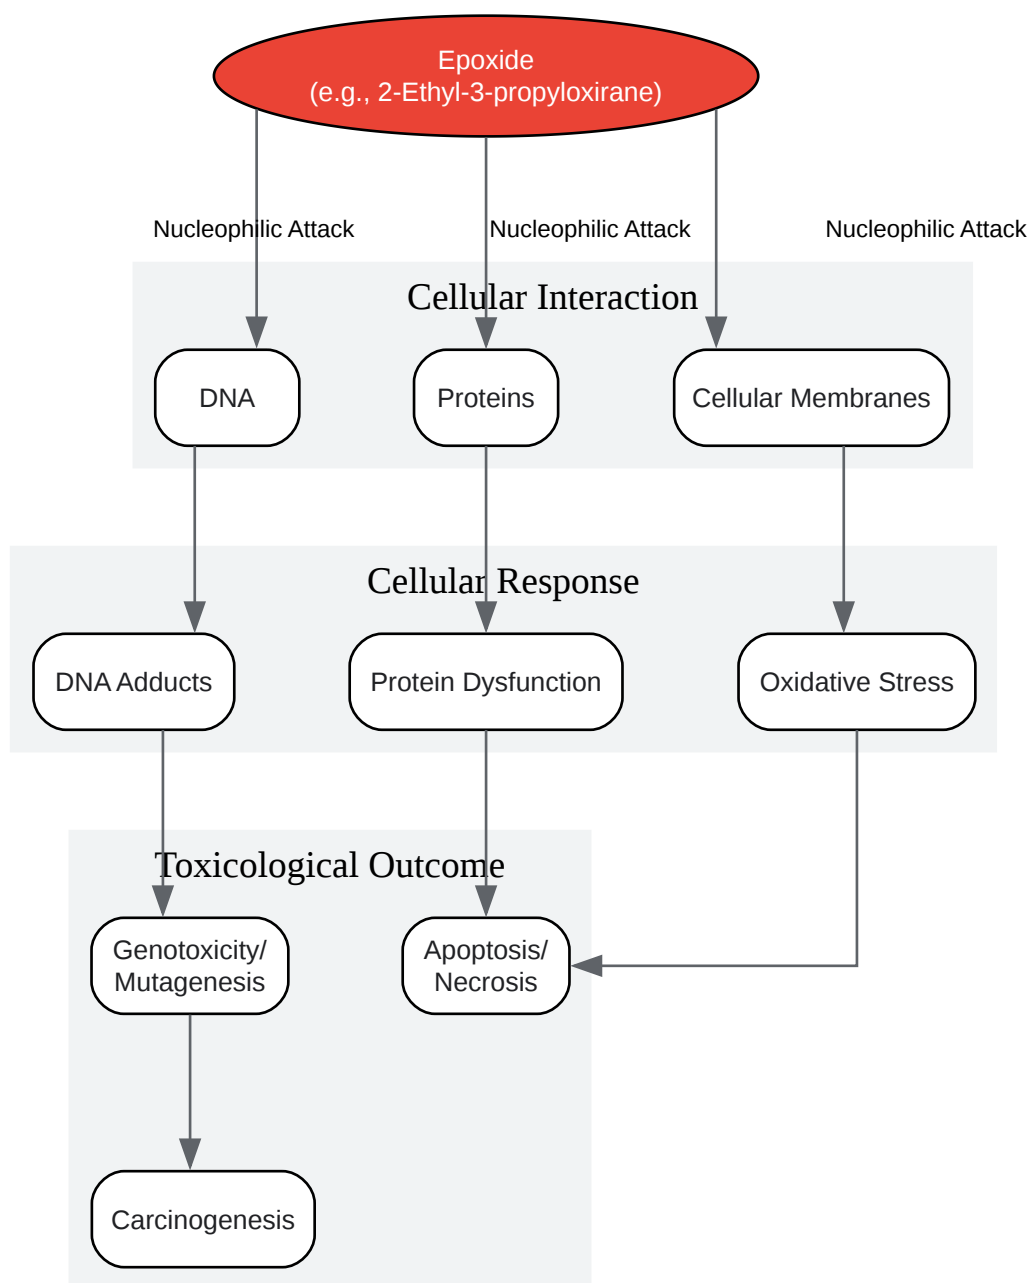 Epoxide
(e.g., 2-Ethyl-3-propyloxirane)
Nucleophilic Attack
Nucleophilic Attack
Nucleophilic Attack
Cellular Interaction
DNA
Proteins
Cellular Membranes
Cellular Response
DNA Adducts
Protein Dysfunction
Oxidative Stress
Toxicological Outcome
Genotoxicity/
Mutagenesis
Apoptosis/
Necrosis
Carcinogenesis